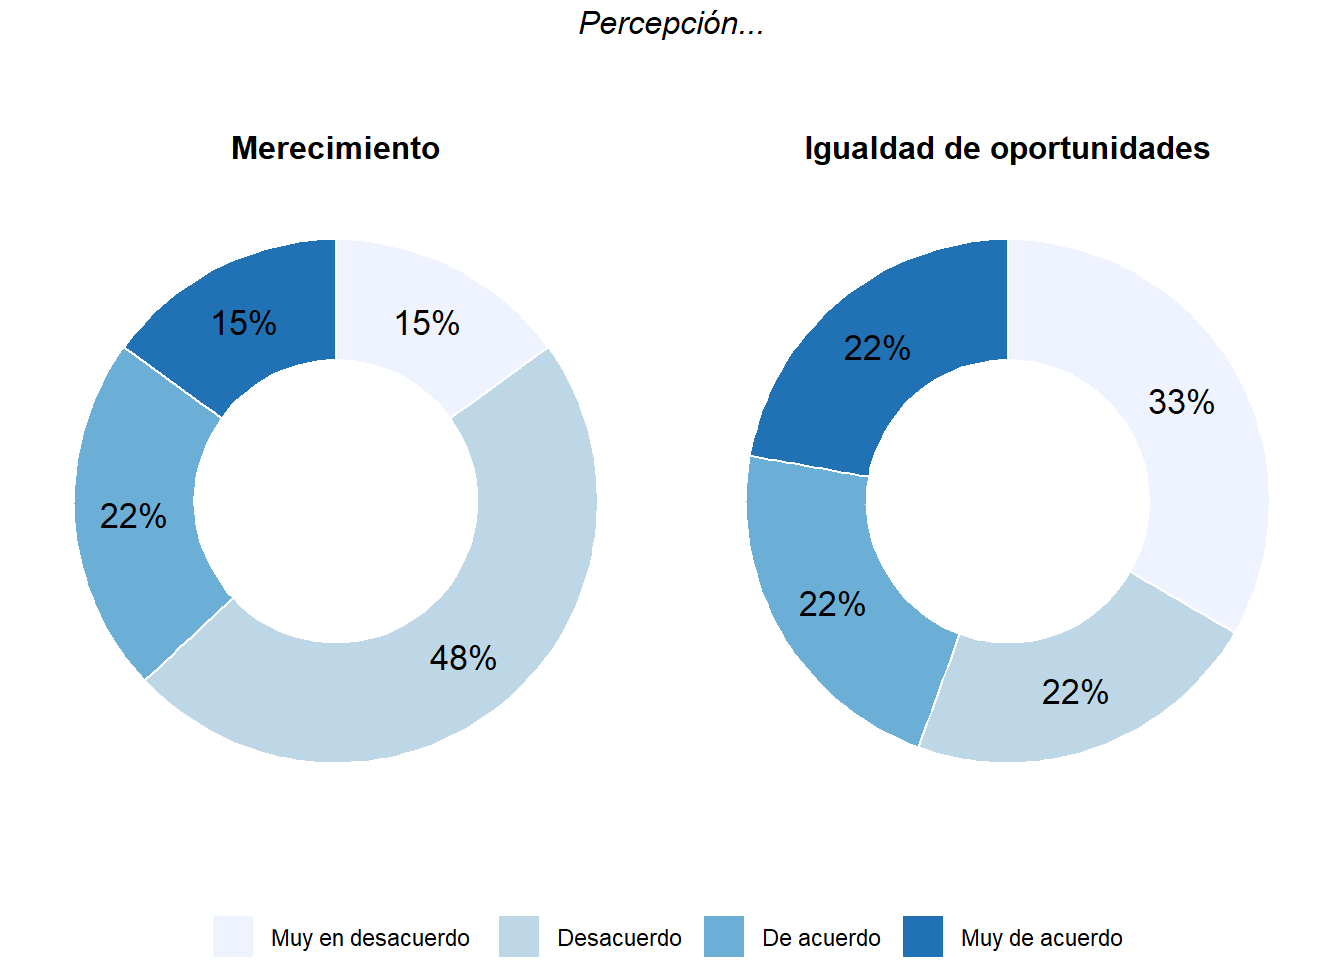 Percepción...
Merecimiento
Igualdad de oportunidades
15%
15%
22%
48%
22%
33%
22%
22%
Muy en desacuerdo
Desacuerdo
De acuerdo
Muy de acuerdo